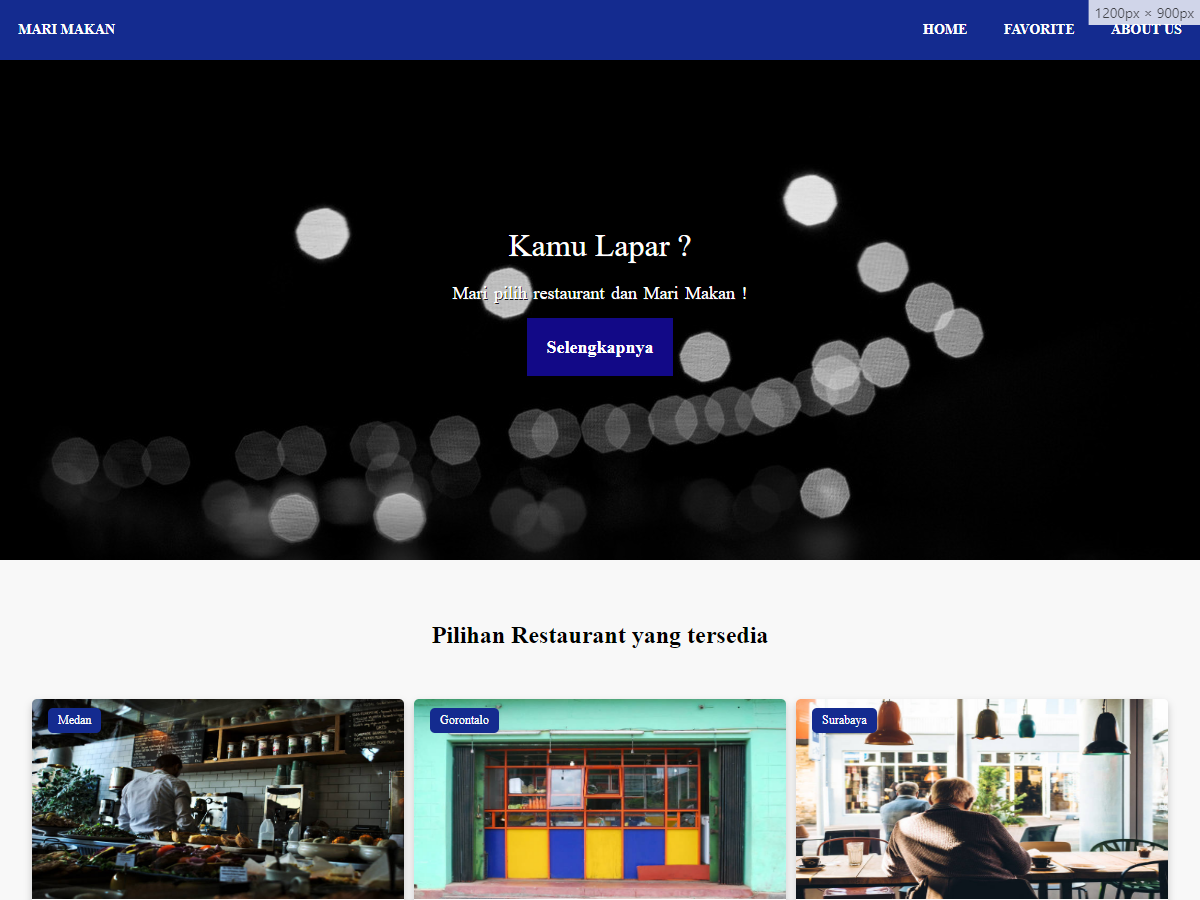 MARI MAKAN
HOME FAVORITE ABOUT US
1200px × 900px
Kamu Lapar ?
Mari pilih restaurant dan Mari Makan !
Selengkapnya
Pilihan Restaurant yang tersedia
Medan
Gorontalo
Surabaya